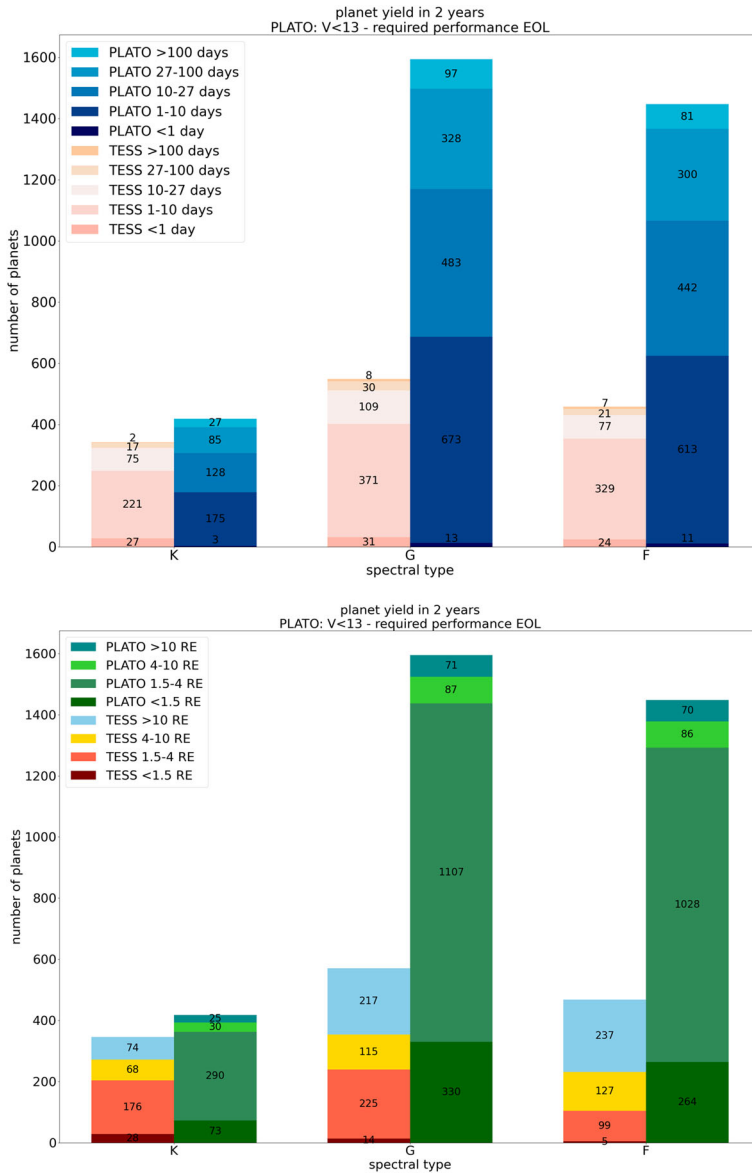 planet yield in 2 years
PLATO: V<13 - required performance EOL
number of planets
1600
1400
1200
1000
800
600
400
200
0
PLATO >100 days
PLATO 27-100 days
PLATO 10-27 days
PLATO 1-10 days
PLATO <1 day
TESS >100 days
TESS 27-100 days
TESS 10-27 days
TESS 1-10 days
TESS <1 day
2
17
75
221
27
27
85
128
175
3
8
30
109
371
31
97
328
483
673
13
7
21
77
329
24
81
300
442
613
11
K G F
spectral type
planet yield in 2 years
PLATO: V<13 - required performance EOL
number of planets
1600
1400
1200
1000
800
600
400
200
0
PLATO >10 RE
PLATO 4-10 RE
PLATO 1.5-4 RE
PLATO <1.5 RE
TESS >10 RE
TESS 4-10 RE
TESS 1.5-4 RE
TESS <1.5 RE
74
68
176
28
25
30
290
73
217
115
225
14
71
87
1107
330
237
127
99
5
70
86
1028
264
K G F
spectral type